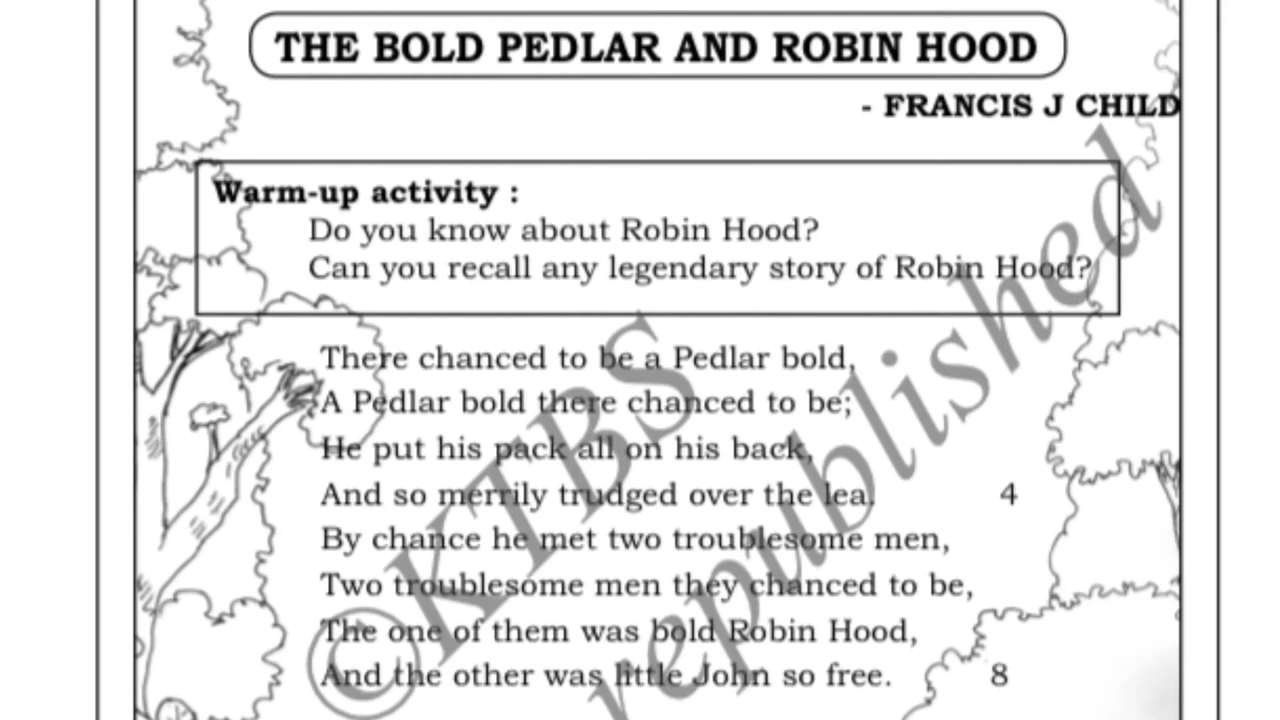 THE BOLD PEDLAR AND ROBIN HOOD
- FRANCIS J CHILD
Warm-up activity :
Do you know about Robin Hood?
Can you recall any legendary story of Robin Hood?
There chanced to be a Pedlar bold,
A Pedlar bold there chanced to be;
He put his pack all on his back,
And so merrily trudged over the lea. 4
By chance he met two troublesome men,
Two troublesome men they chanced to be,
The one of them was bold Robin Hood,
And the other was little John so free. 8
©KTBS
republished